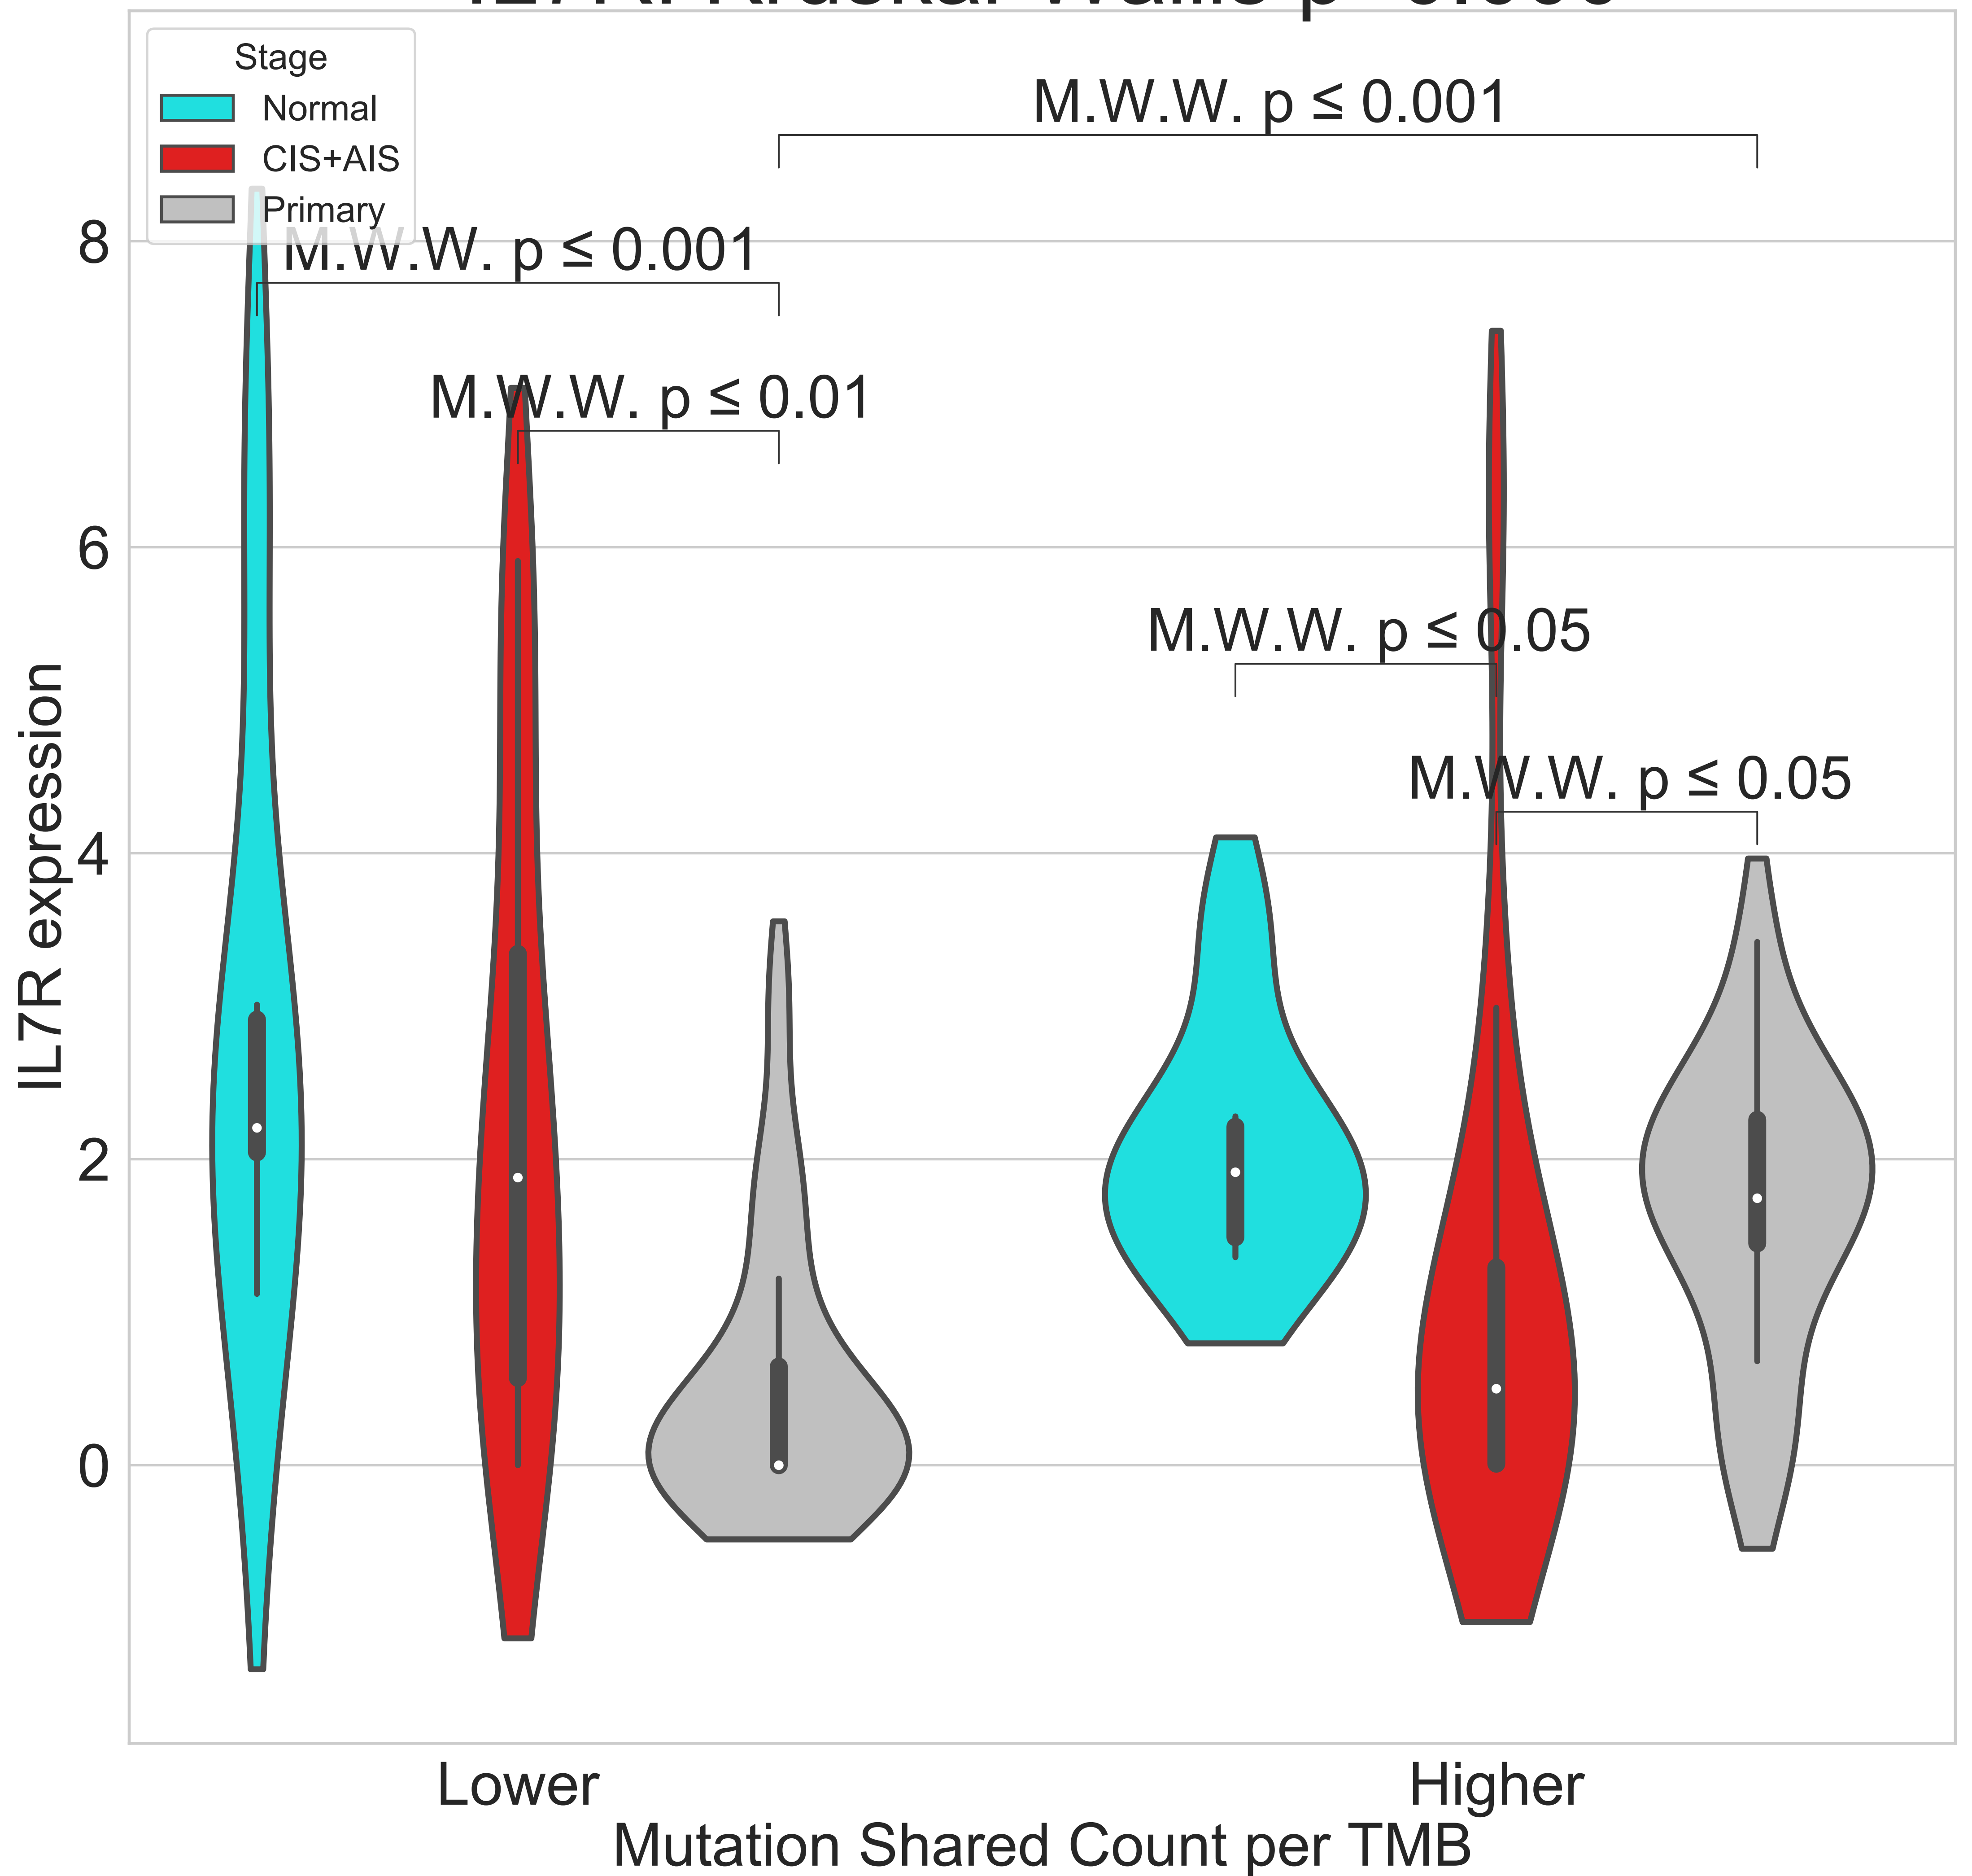 Stage
Normal
CIS+AIS
Primary
M.W.W. p ≤ 0.001
M.W.W. p ≤ 0.001
M.W.W. p ≤ 0.01
M.W.W. p ≤ 0.05
M.W.W. p ≤ 0.05
8
6
4
2
0
IL7R expression
Lower
Higher
Mutation Shared Count per TMB